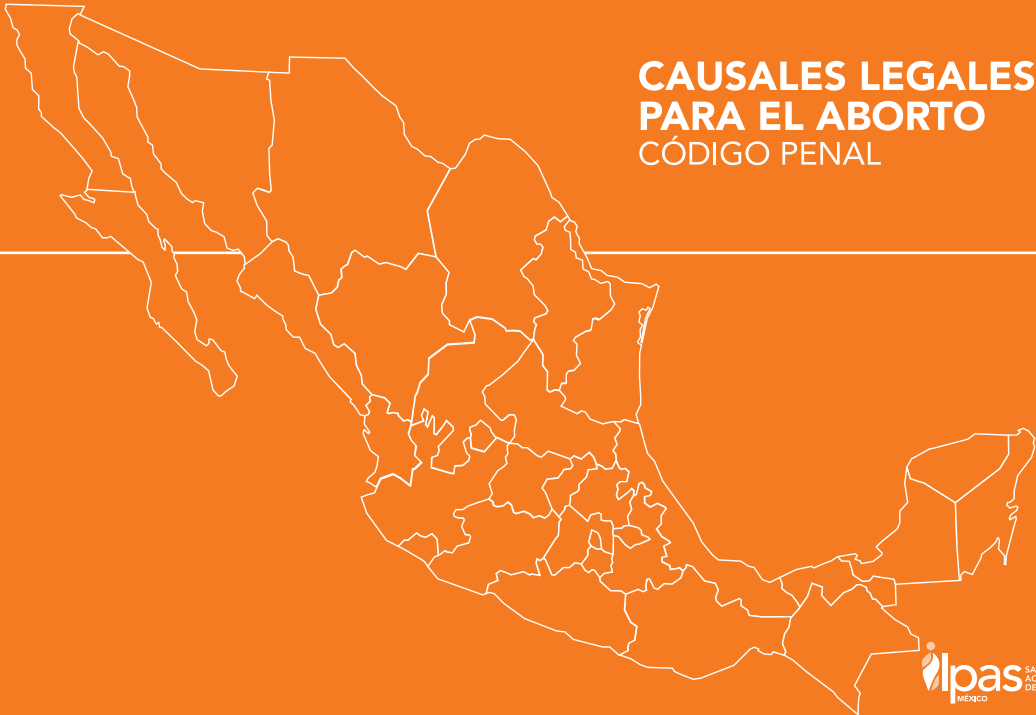 CAUSALES LEGALES
PARA EL ABORTO
CÓDIGO PENAL
Ipas
MÉXICO